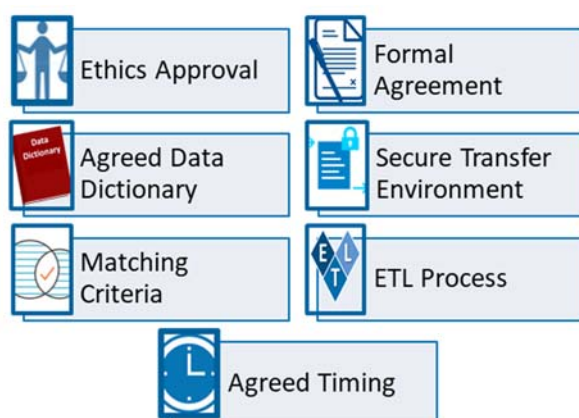 Ethics Approval
Formal
Agreement
Data
Dictionary
Agreed Data
Dictionary
Secure Transfer
Environment
Matching
Criteria
E L
T
ETL Process
Agreed Timing